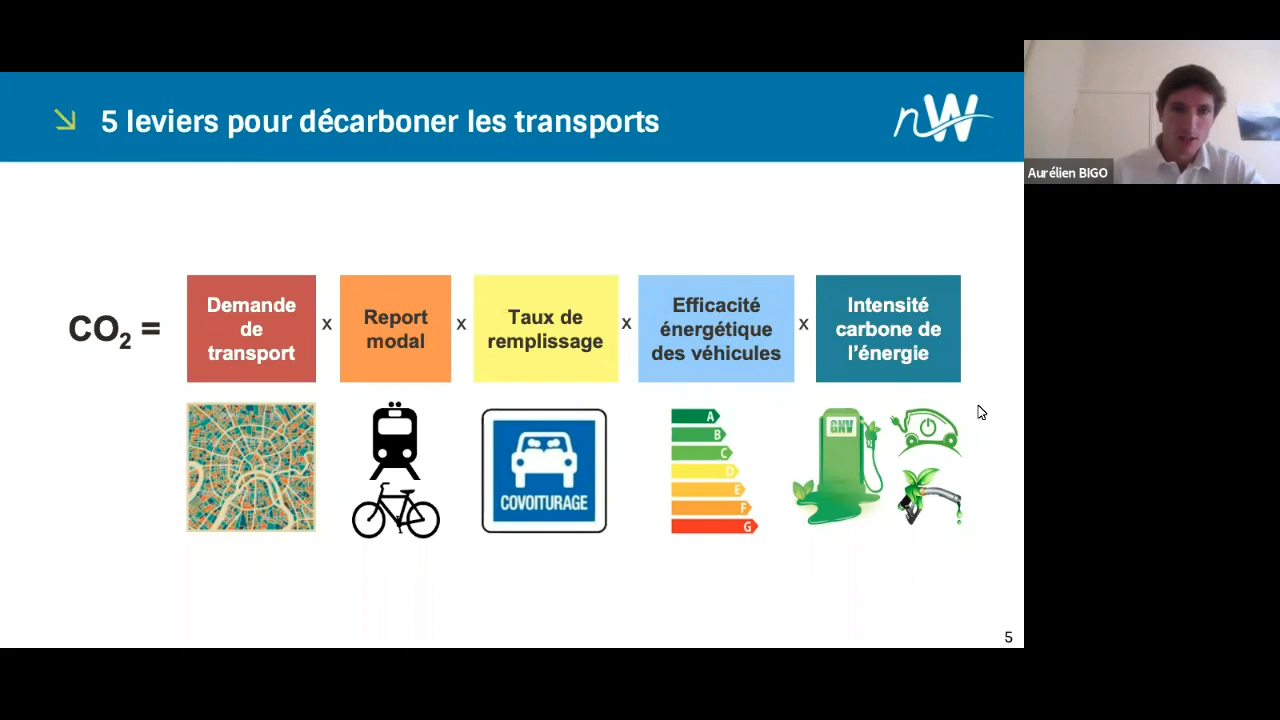 5 leviers pour décarboner les transports
nW
Aurélien BIGO
CO2 =
Demande
de
transport
x
Report
modal
x
Taux de
remplissage
x
Efficacité
énergétique
des véhicules
x
Intensité
carbone de
l'énergie
COVOITURAGE
A
B
C
D
E
F
G
GNV
5